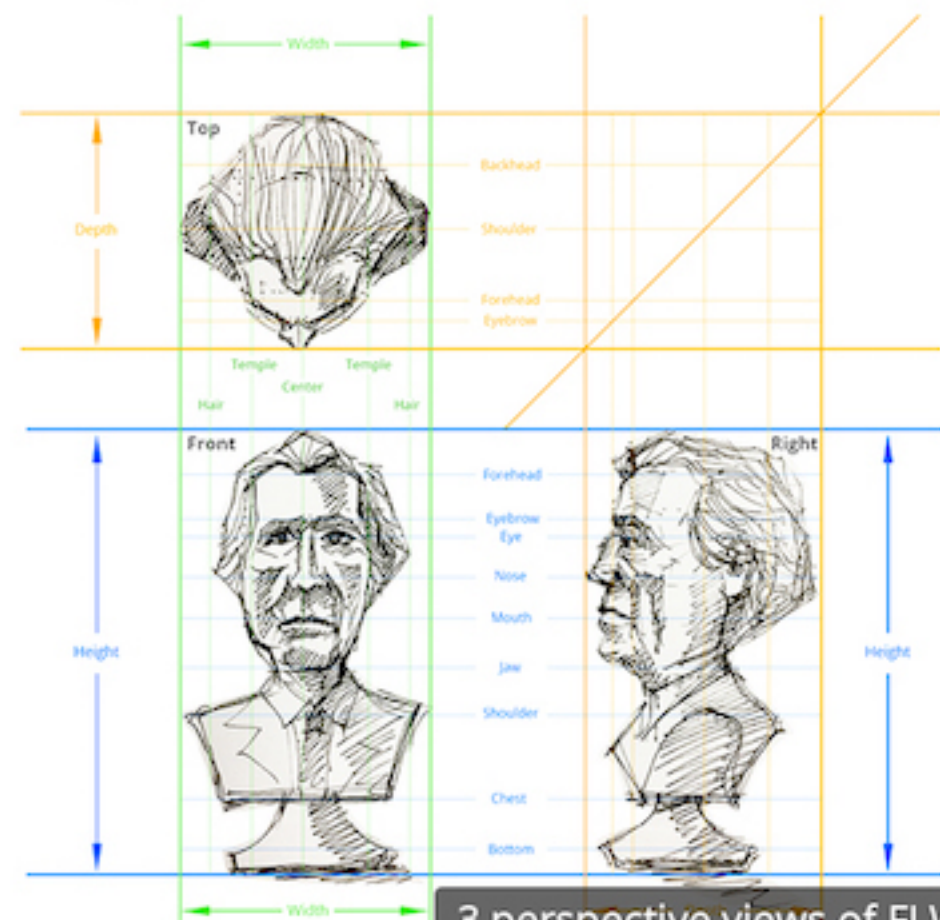 Width
Top
Backhead
Depth
Shoulder
Forehead
Eyebrow
Temple
Temple
Center
Hair
Hair
Front
Right
Forehead
Eyebrow
Eye
Nose
Mouth
Height
Height
Jaw
Shoulder
Chest
Bottom
Width
3 perspective views of